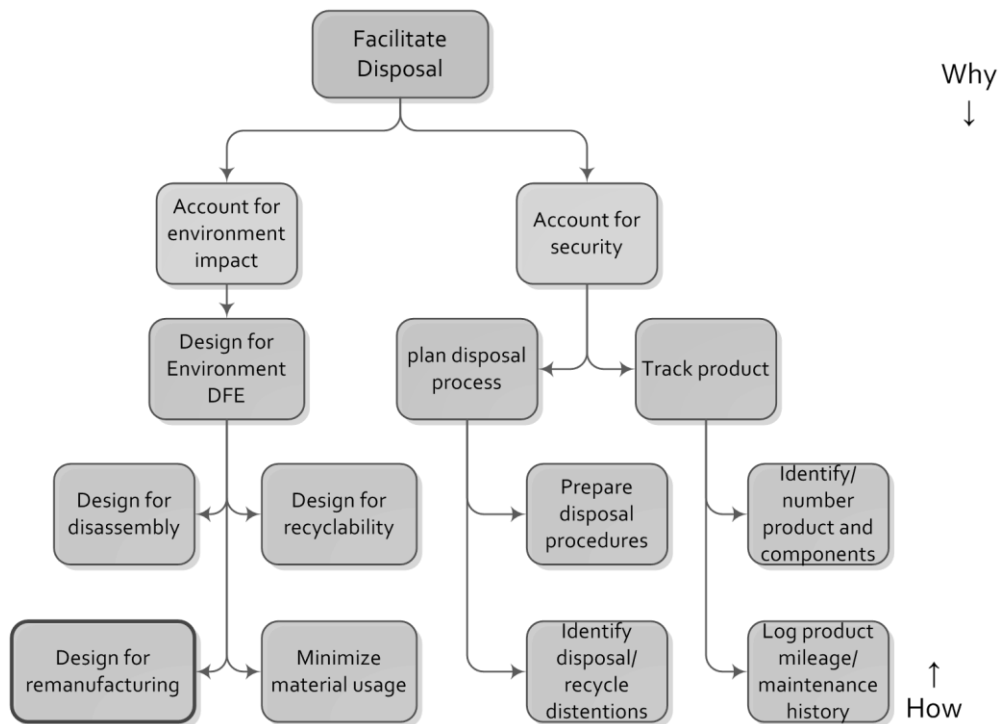 Facilitate
Disposal
Why
↓
Account for
environment
impact
Account for
security
Design for
Environment
DFE
plan disposal
process
Track product
Design for
disassembly
Design for
recyclability
Prepare
disposal
procedures
Identify/
number
product and
components
Design for
remanufacturing
Minimize
material usage
Identify
disposal/
recycle
distentions
Log product
mileage/
maintenance
history
↑
How